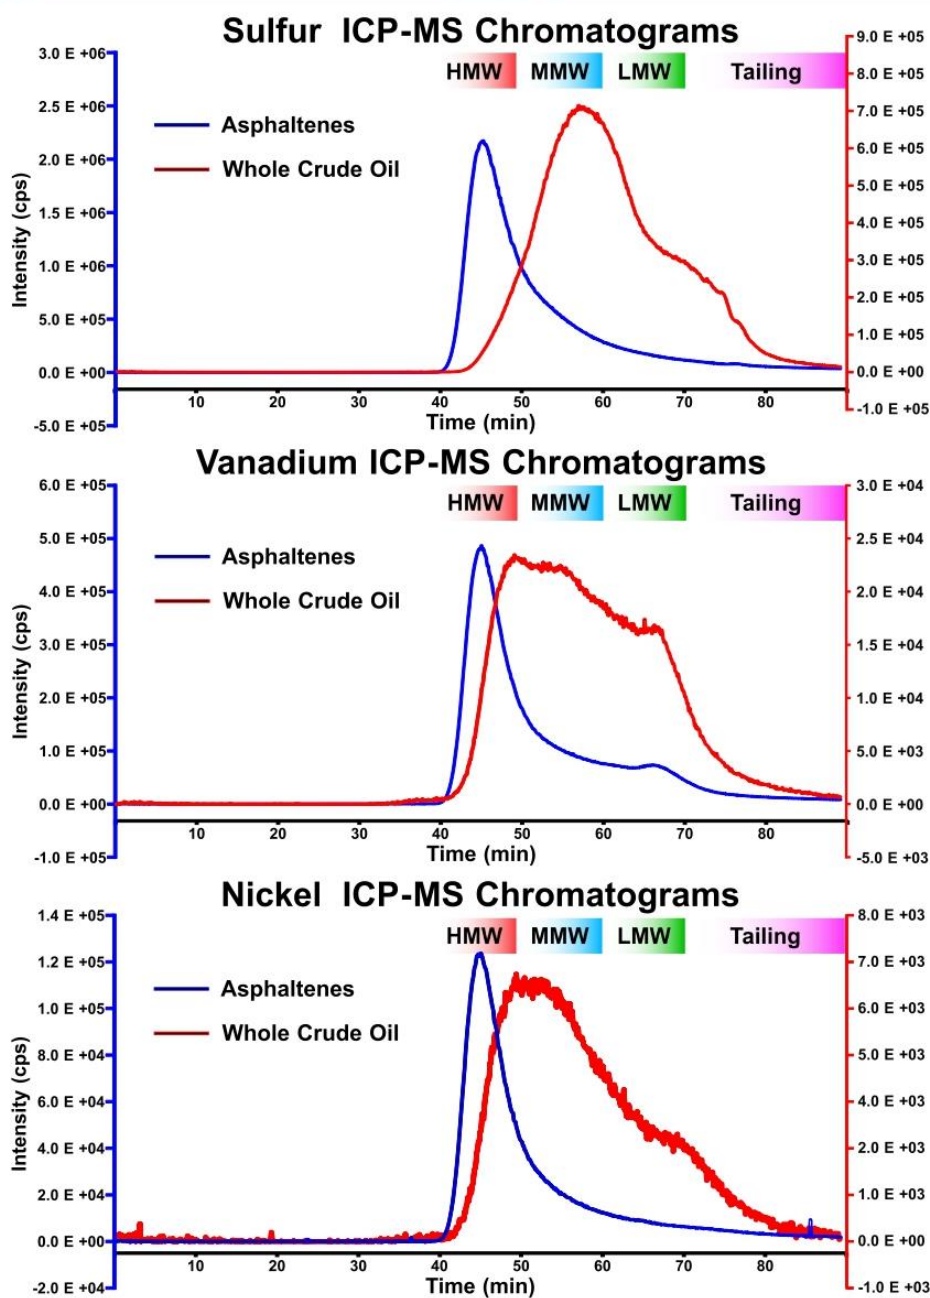 Sulfur ICP-MS Chromatograms
3.0 E +06
2.5 E +06
2.0 E +06
1.5 E +06
1.0 E +06
5.0 E +05
0.0 E +00
-5.0 E +05
Intensity (cps)
HMW MMW LMW Tailing
Asphaltenes
Whole Crude Oil
9.0 E +05
8.0 E +05
7.0 E +05
6.0 E +05
5.0 E +05
4.0 E +05
3.0 E +05
2.0 E +05
1.0 E +05
0.0 E +00
-1.0 E +05
10 20 30 40 50 60 70 80
Time (min)
Vanadium ICP-MS Chromatograms
6.0 E +05
5.0 E +05
4.0 E +05
3.0 E +05
2.0 E +05
1.0 E +05
0.0 E +00
-1.0 E +05
Intensity (cps)
HMW MMW LMW Tailing
Asphaltenes
Whole Crude Oil
3.0 E +04
2.5 E +04
2.0 E +04
1.5 E +04
1.0 E +04
5.0 E +03
0.0 E +00
-5.0 E +03
10 20 30 40 50 60 70 80
Time (min)
Nickel ICP-MS Chromatograms
1.4 E +05
1.2 E +05
1.0 E +05
8.0 E +04
6.0 E +04
4.0 E +04
2.0 E +04
0.0 E +00
-2.0 E +04
Intensity (cps)
HMW MMW LMW Tailing
Asphaltenes
Whole Crude Oil
8.0 E +03
7.0 E +03
6.0 E +03
5.0 E +03
4.0 E +03
2.0 E +03
1.0 E +03
0.0 E +00
-1.0 E +03
10 20 30 40 50 60 70 80
Time (min)